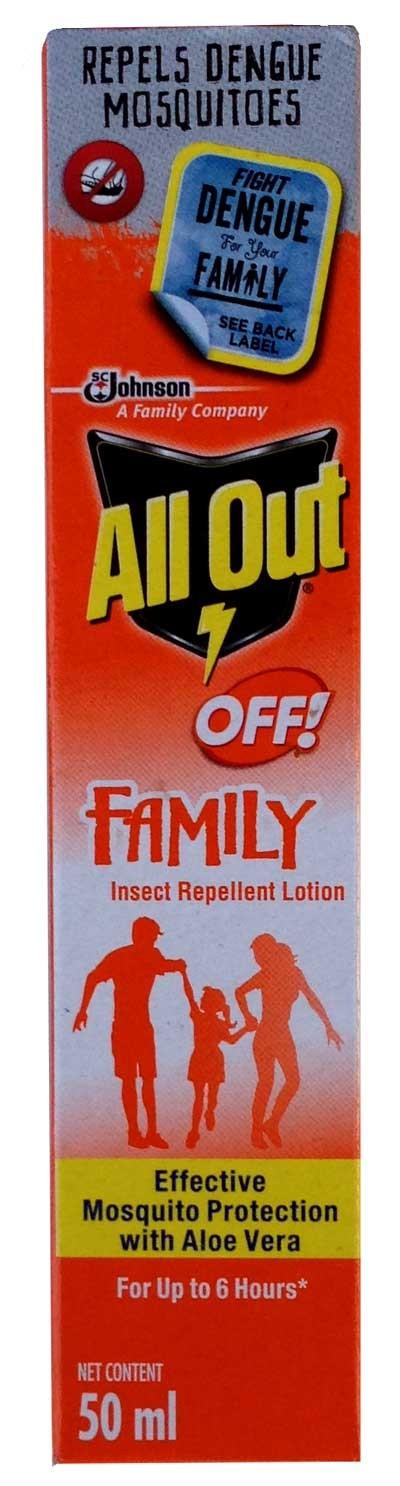 REPELS DENGUE
MOSQUITOES
FIGHT
DENGUE
For Your
FAMILY
SEE BACK
LABEL
SC Johnson
A Family Company
All Out®
OFF!
FAMILY
Insect Repellent Lotion
Effective
Mosquito Protection
with Aloe Vera
For Up to 6 Hours*
NET CONTENT
50 ml